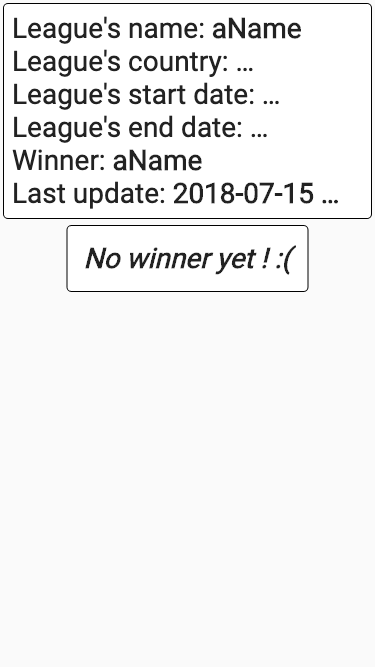 League's name: aName
League's country: …
League's start date: …
League's end date: …
Winner: aName
Last update: 2018-07-15 …
No winner yet ! :(